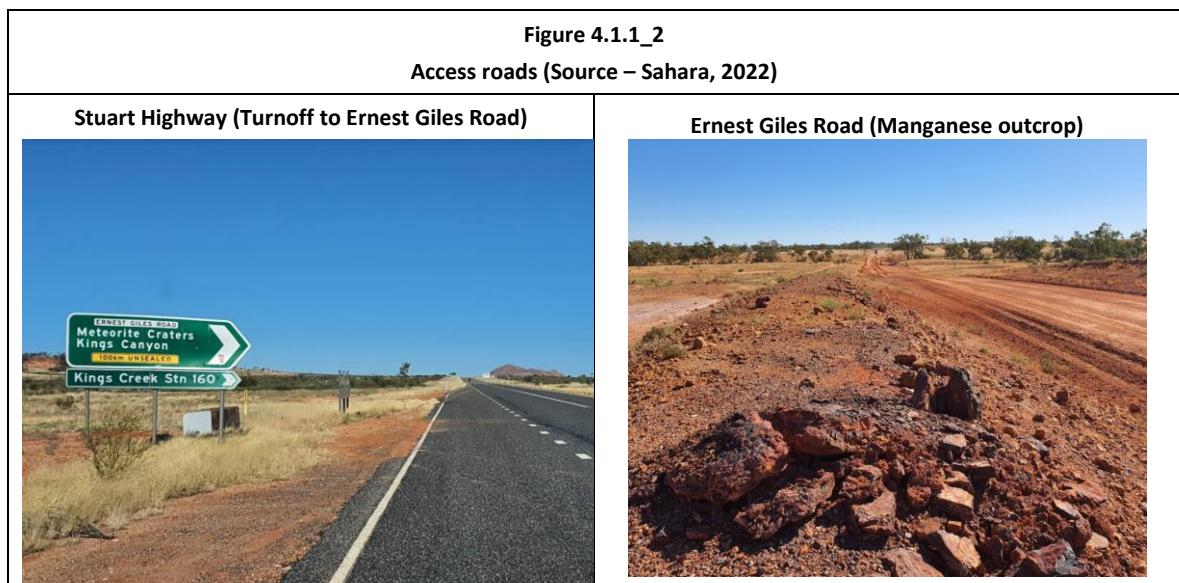 Figure 4.1.1_2
Access roads (Source – Sahara, 2022)
Stuart Highway (Turnoff to Ernest Giles Road)
ERNEST GILES ROAD
Meteorite Craters
Kings Canyon
100km UNSEALED
Kings Creek Stn 160
Ernest Giles Road (Manganese outcrop)